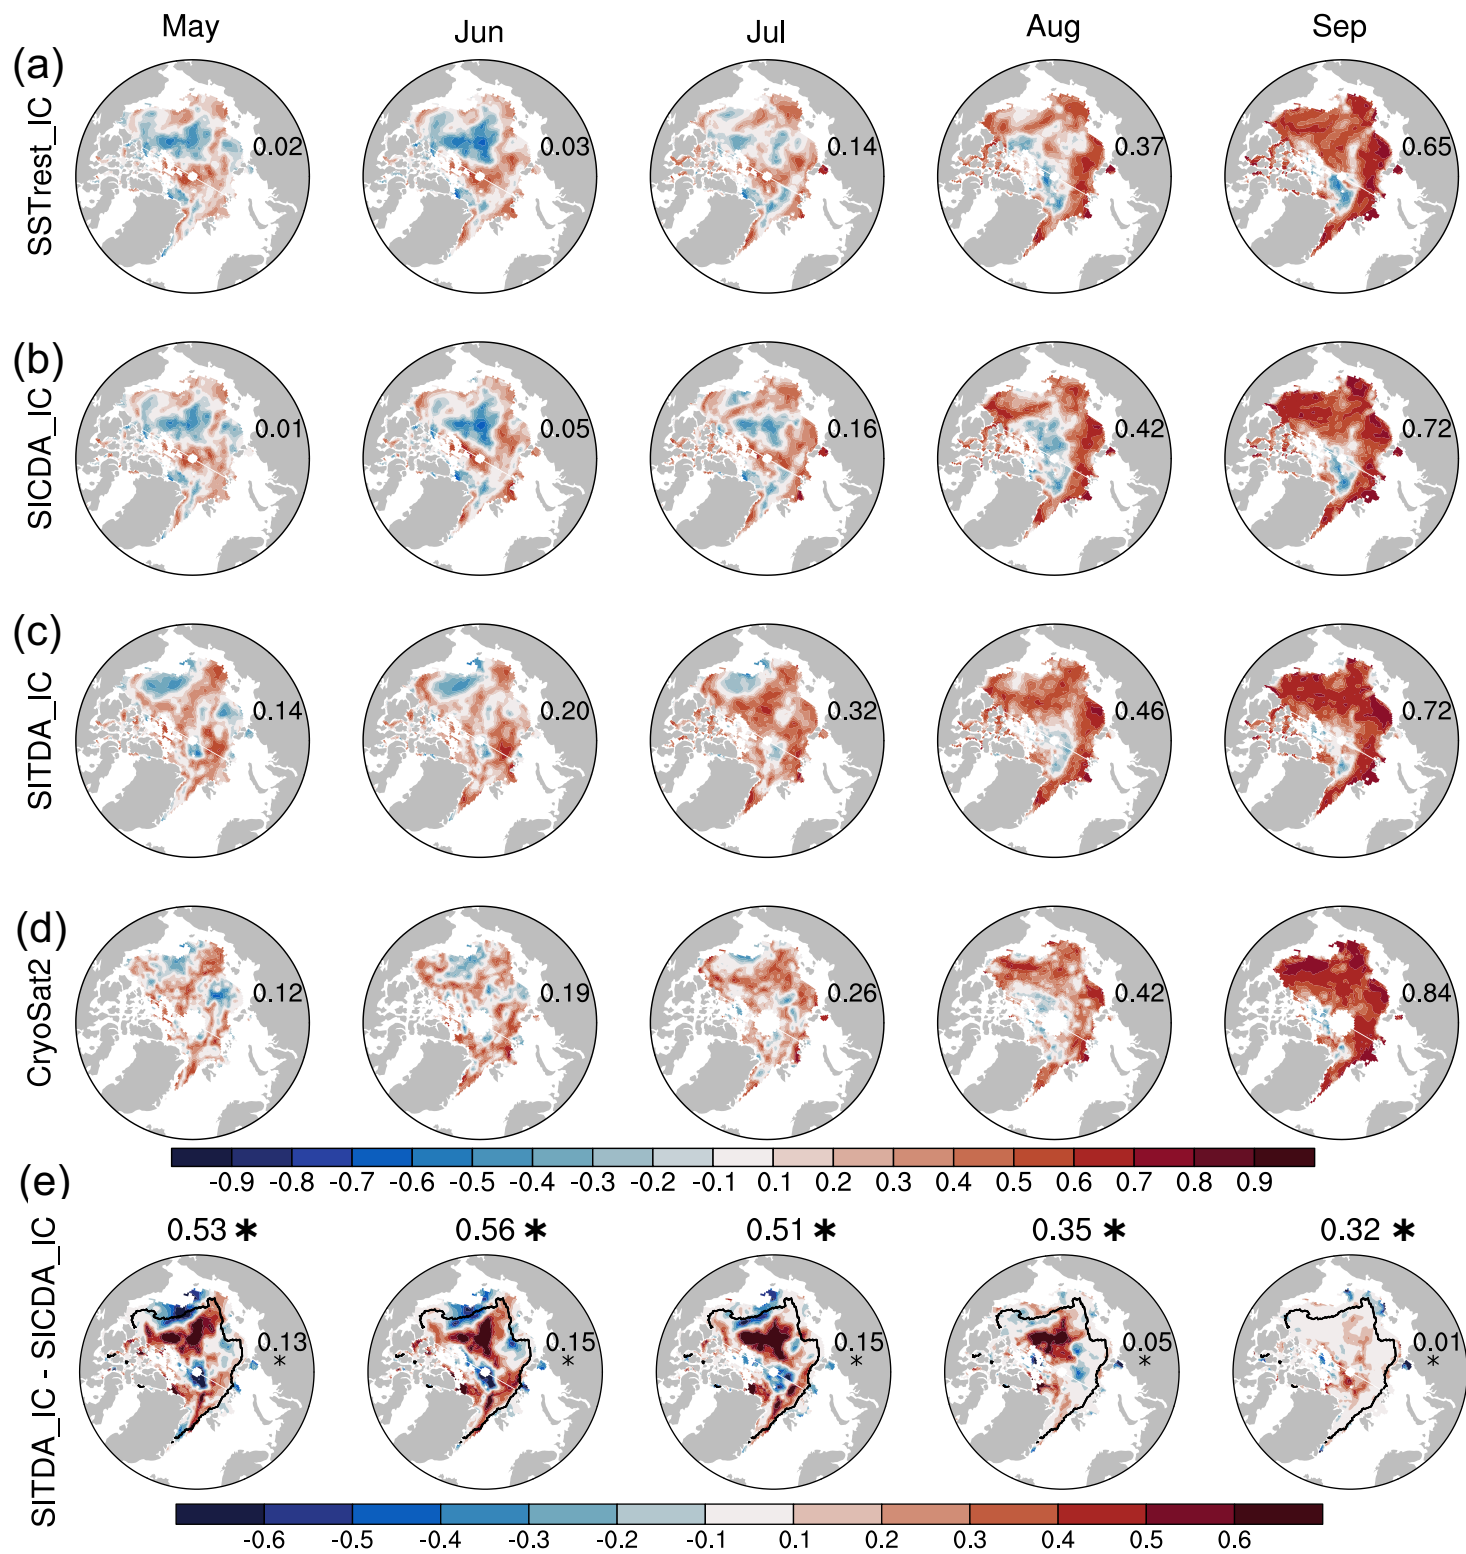 May Jun Jul Aug Sep
(a)
SSTrest_IC
0.02 0.03 0.14 0.37 0.65
(b)
SICDA_IC
0.01 0.05 0.16 0.42 0.72
(c)
SITDA_IC
0.14 0.20 0.32 0.46 0.72
(d)
CryoSat2
0.12 0.19 0.26 0.42 0.84
-0.9 -0.8 -0.7 -0.6 -0.5 -0.4 -0.3 -0.2 -0.1 0.1 0.2 0.3 0.4 0.5 0.6 0.7 0.8 0.9
(e)
SITDA_IC - SICDA_IC
0.53 * 0.56 * 0.51 * 0.35 * 0.32 *
0.13 0.15 0.15 0.05 0.01
* * * * *
-0.6 -0.5 -0.4 -0.3 -0.2 -0.1 0.1 0.2 0.3 0.4 0.5 0.6